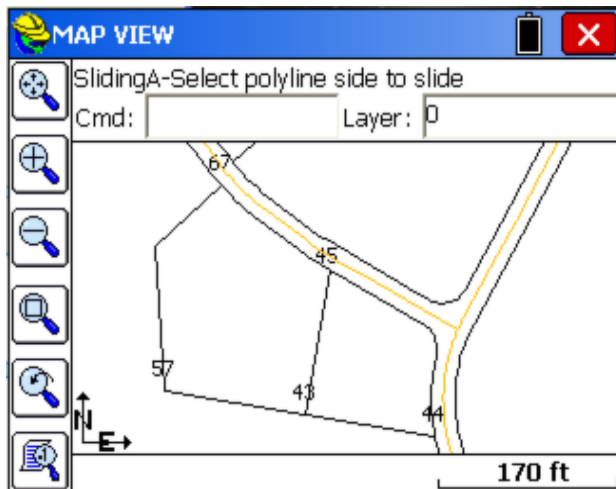 MAP VIEW
SlidingA-Select polyline side to slide
Cmd: Layer: 0
67
45
57
43
44
N
E
170 ft